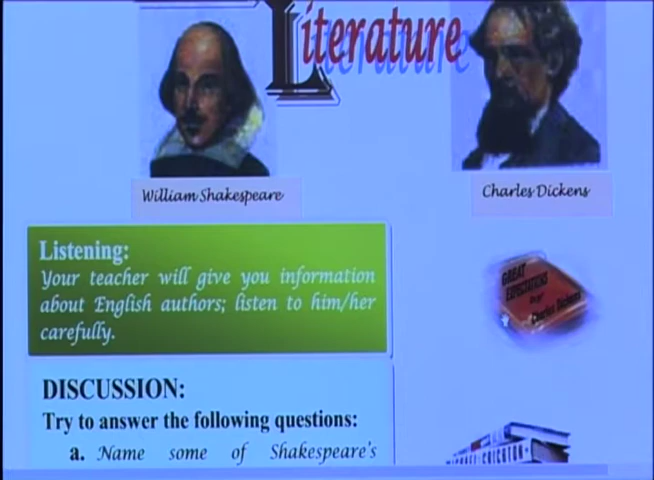 Literature
William Shakespeare
Charles Dickens
Listening:
Your teacher will give you information
about English authors; listen to him/her
carefully.
GREAT
EXPECTATIONS
Charles Dickens
DISCUSSION:
Try to answer the following questions:
a. Name some of Shakespeare's
CRICHTON